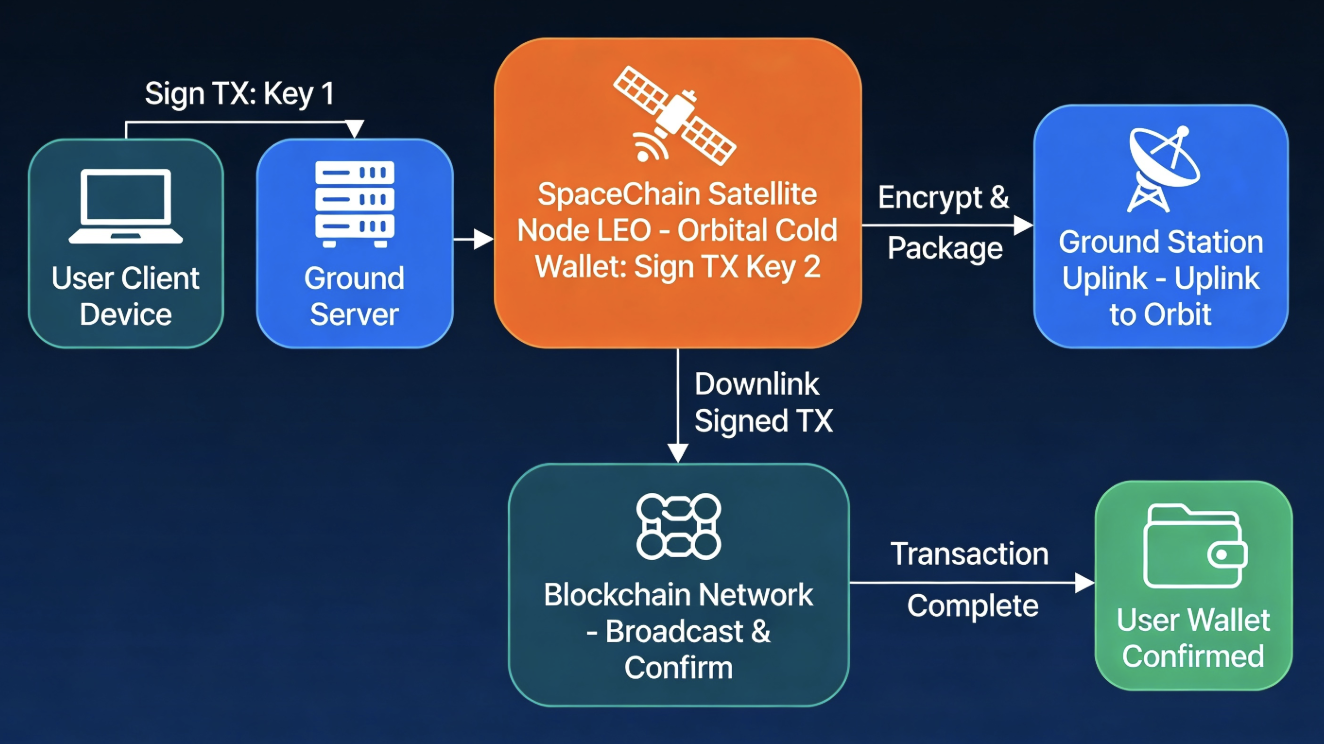 Sign TX: Key 1
User Client
Device
Ground
Server
SpaceChain Satellite
Node LEO - Orbital Cold
Wallet: Sign TX Key 2
Encrypt &
Package
Ground Station
Uplink - Uplink
to Orbit
Downlink
Signed TX
Blockchain Network
- Broadcast &
Confirm
Transaction
Complete
User Wallet
Confirmed